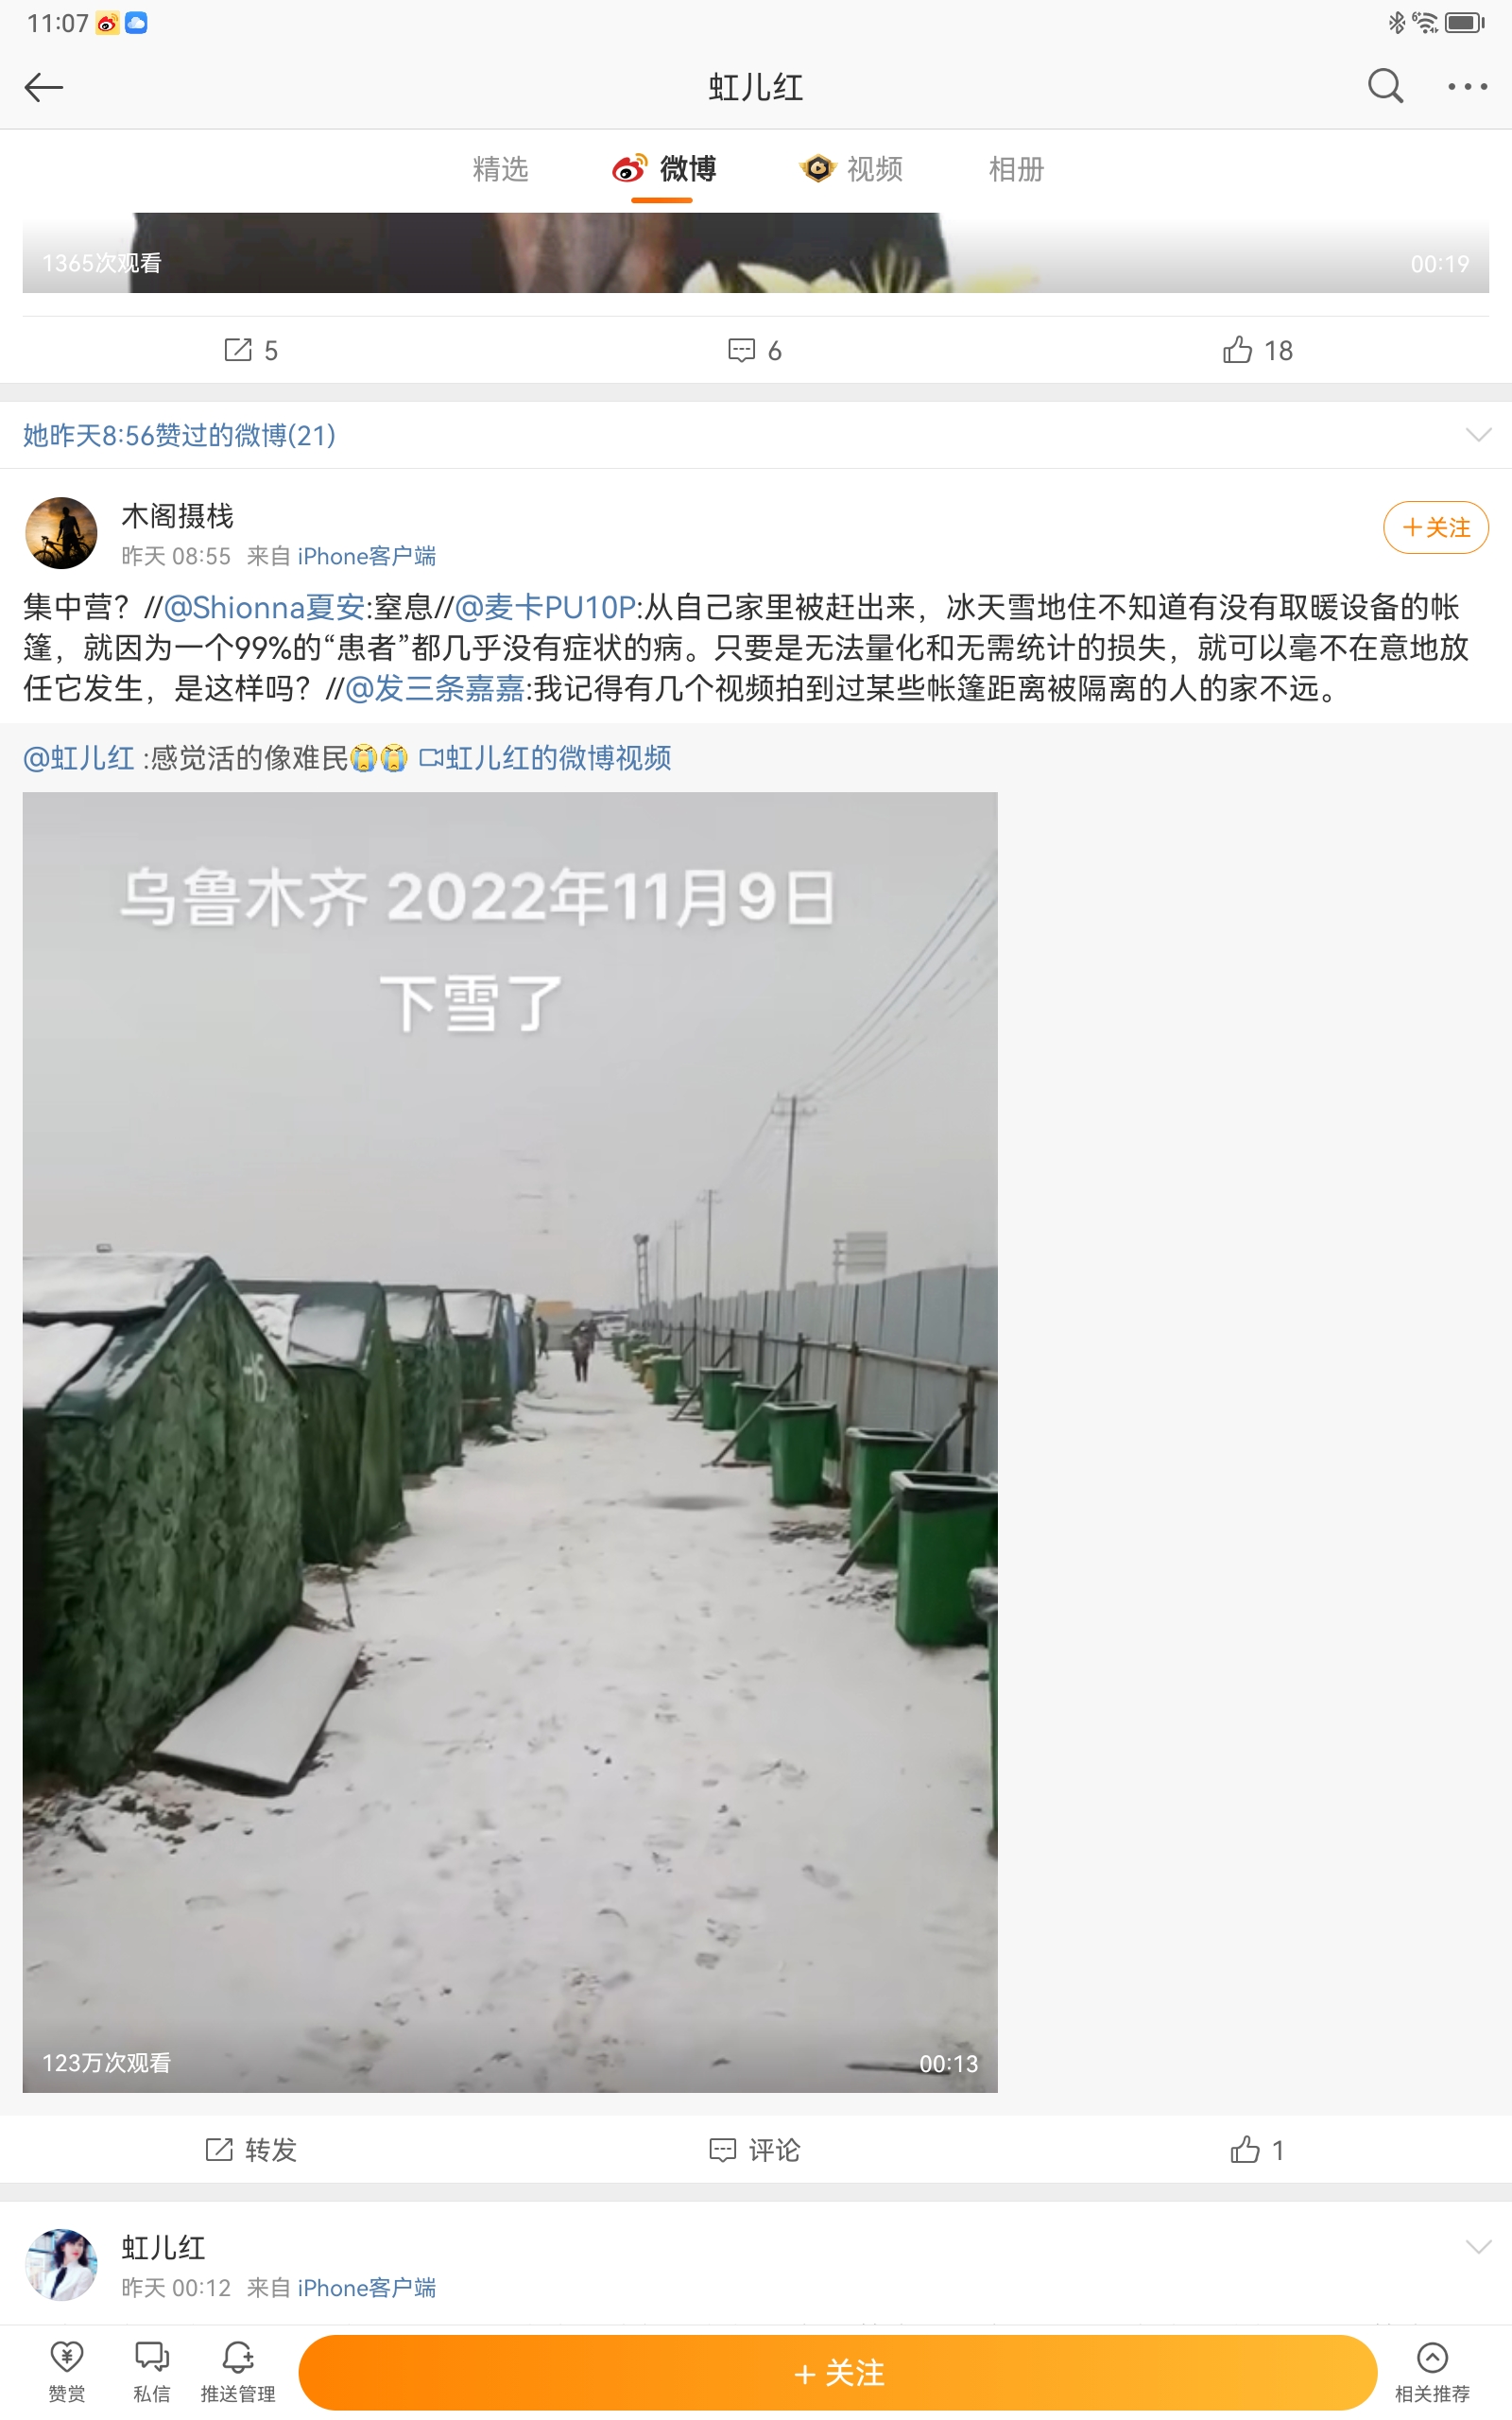 11:07
虹儿红
精选 微博 视频 相册
1365次观看 00:19
5 6 18
她昨天8:56赞过的微博(21)
木阁摄栈
+关注
昨天 08:55 来自 iPhone客户端
集中营？//@Shionna夏安:窒息//@麦卡PU10P:从自己家里被赶出来，冰天雪地住不知道有没有取暖设备的帐
篷，就因为一个99%的“患者”都几乎没有症状的病。只要是无法量化和无需统计的损失，就可以毫不在意地放
任它发生，是这样吗？//@发三条嘉嘉:我记得有几个视频拍到过某些帐篷距离被隔离的人的家不远。
@虹儿红 :感觉活的像难民😭😭 虹儿红的微博视频
乌鲁木齐 2022年11月9日
下雪了
123万次观看 00:13
转发 评论 1
虹儿红
昨天 00:12 来自 iPhone客户端
赞赏 私信 推送管理 + 关注 相关推荐